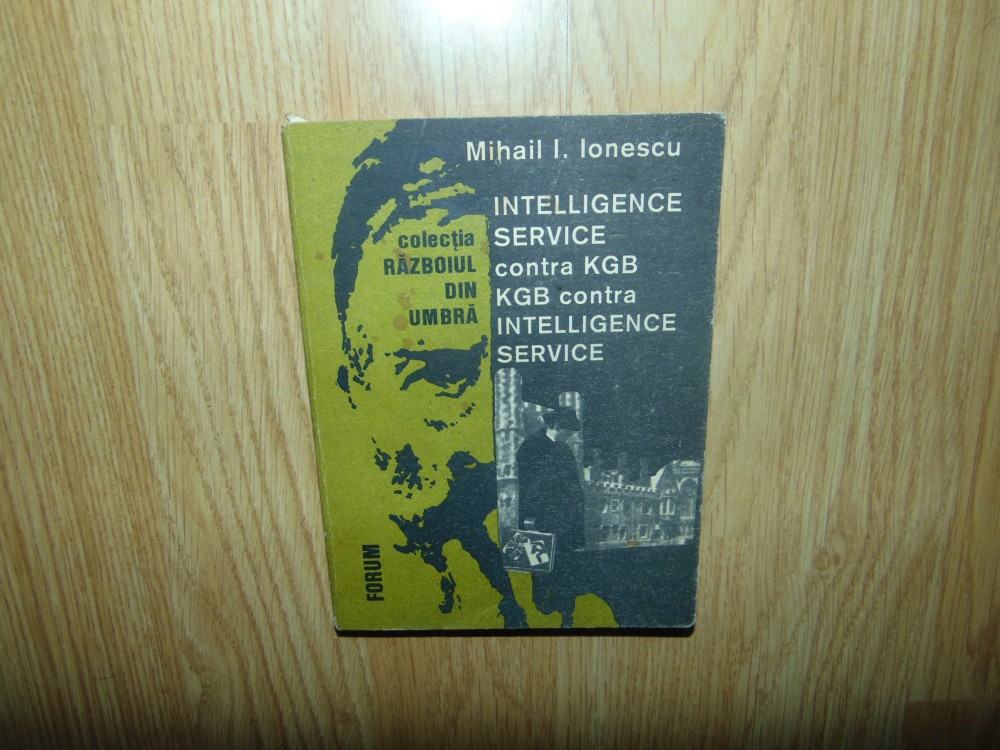 Mihail I. Ionescu
INTELLIGENCE
SERVICE
contra KGB
KGB contra
INTELLIGENCE
SERVICE
colecția
RĂZBOIUL
DIN
UMBRĂ
FORUM